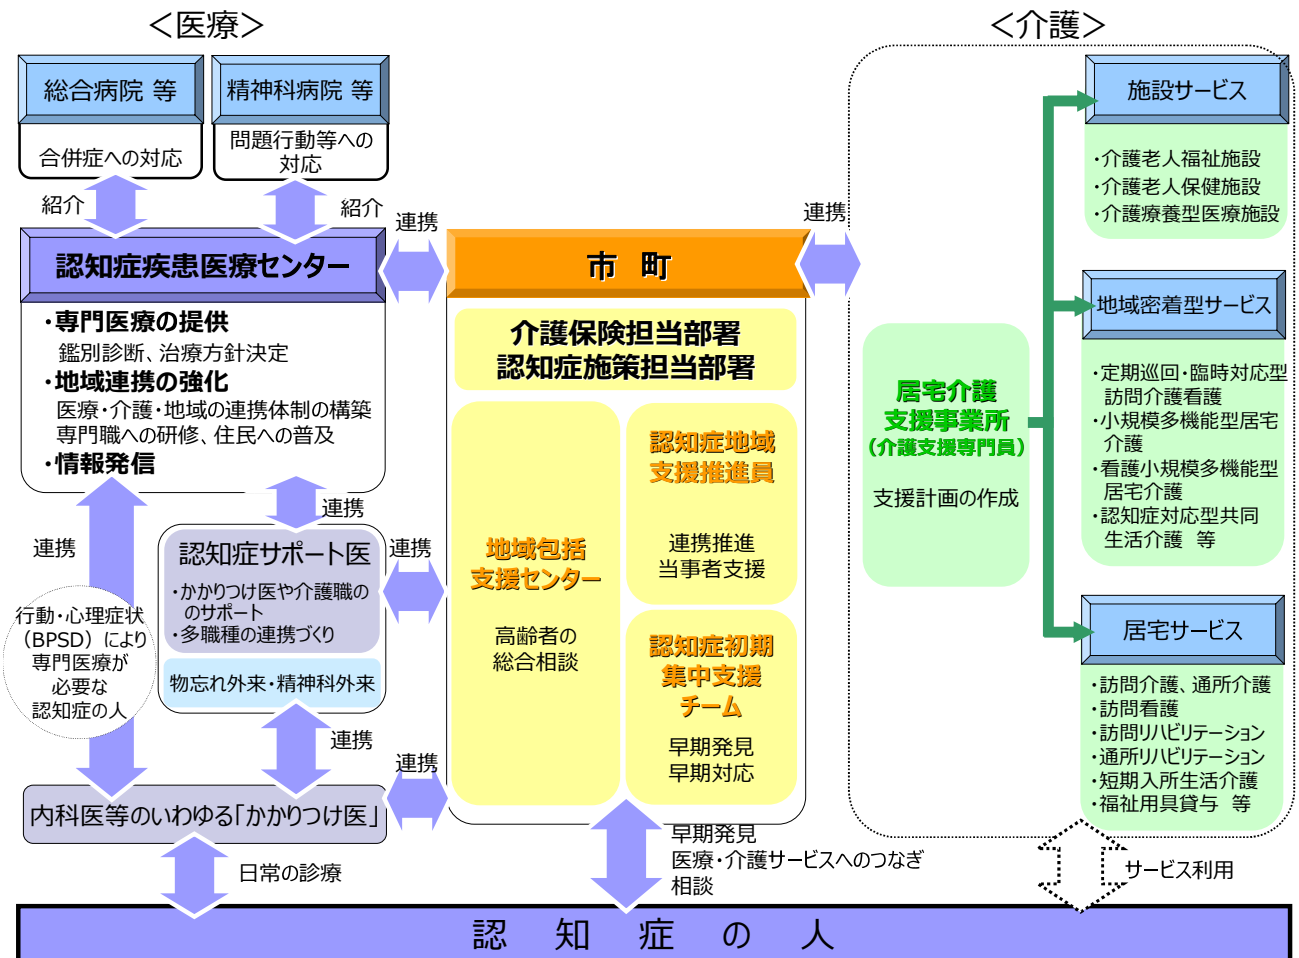 ＜医療＞
総合病院 等
合併症への対応
精神科病院 等
問題行動等への
対応
紹介
紹介
認知症疾患医療センター
・専門医療の提供
鑑別診断、治療方針決定
・地域連携の強化
医療・介護・地域の連携体制の構築
専門職への研修、住民への普及
・情報発信
連携
連携
行動・心理症状
（BPSD）により
専門医療が
必要な
認知症の人
認知症サポート医
・かかりつけ医や介護職の
のサポート
・多職種の連携づくり
物忘れ外来・精神科外来
連携
内科医等のいわゆる「かかりつけ医」
日常の診療
連携
連携
連携
市 町
介護保険担当部署
認知症施策担当部署
地域包括
支援センター
高齢者の
総合相談
認知症地域
支援推進員
連携推進
当事者支援
認知症初期
集中支援
チーム
早期発見
早期対応
早期発見
医療・介護サービスへのつなぎ
相談
連携
＜介護＞
居宅介護
支援事業所
（介護支援専門員）
支援計画の作成
施設サービス
・介護老人福祉施設
・介護老人保健施設
・介護療養型医療施設
地域密着型サービス
・定期巡回・臨時対応型
訪問介護看護
・小規模多機能型居宅
介護
・看護小規模多機能型
居宅介護
・認知症対応型共同
生活介護 等
居宅サービス
・訪問介護、通所介護
・訪問看護
・訪問リハビリテーション
・通所リハビリテーション
・短期入所生活介護
・福祉用具貸与 等
サービス利用
認 知 症 の 人